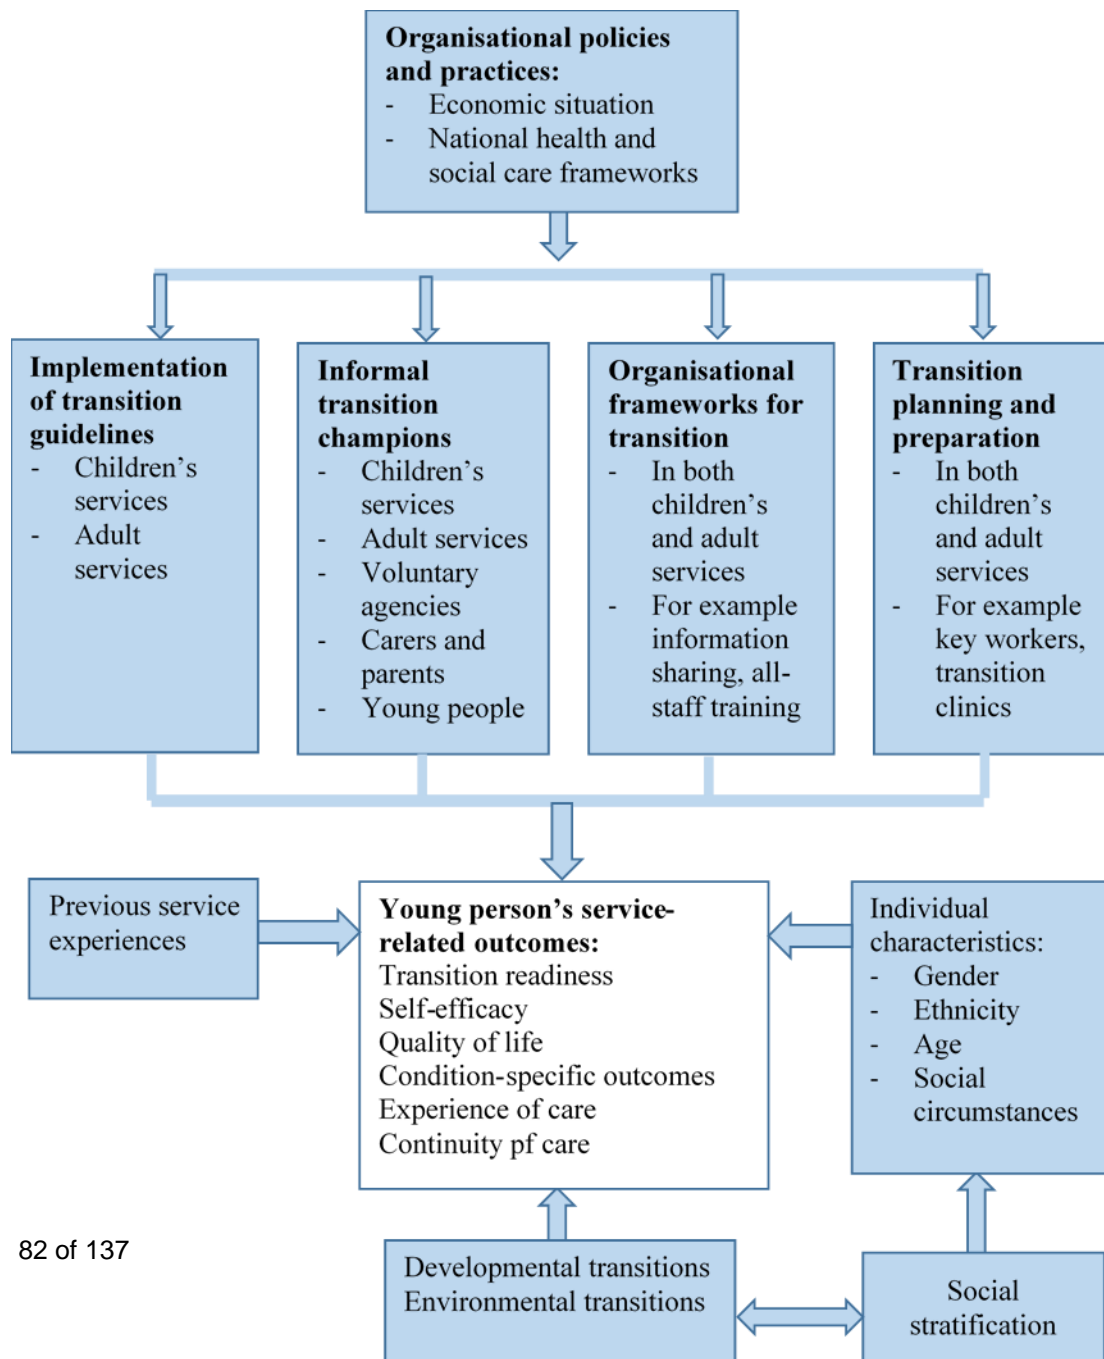 Organisational policies
and practices:
- Economic situation
- National health and
social care frameworks
Implementation
of transition
guidelines
- Children’s
services
- Adult
services
Informal
transition
champions
- Children’s
services
- Adult services
- Voluntary
agencies
- Carers and
parents
- Young people
Organisational
frameworks for
transition
- In both
children’s
and adult
services
- For example
information
sharing, all-
staff training
Transition
planning and
preparation
- In both
children’s
and adult
services
- For example
key workers,
transition
clinics
Previous service
experiences
Young person’s service-
related outcomes:
Transition readiness
Self-efficacy
Quality of life
Condition-specific outcomes
Experience of care
Continuity pf care
Individual
characteristics:
- Gender
- Ethnicity
- Age
- Social
circumstances
82 of 137
Developmental transitions
Environmental transitions
Social
stratification